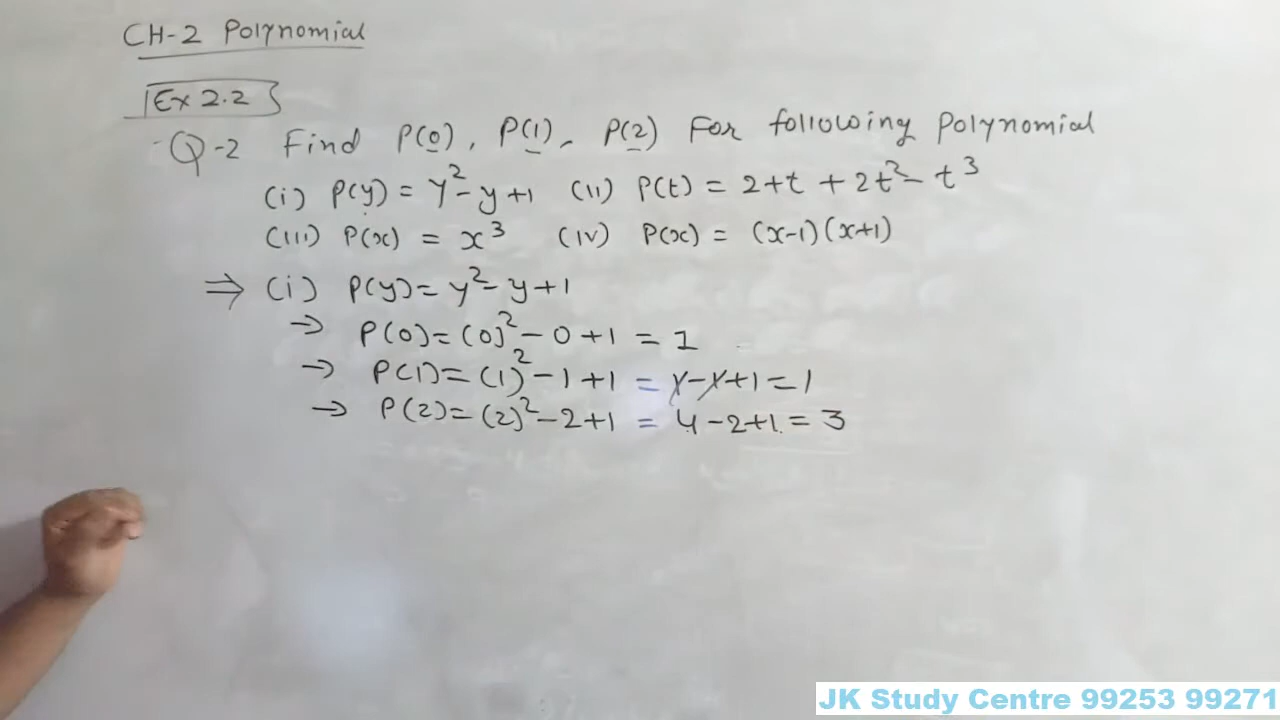 CH-2 Polynomial
Ex 2.2
Q-2 Find P(0), P(1), P(2) For following Polynomial
(i) P(y) = y²-y+1 (ii) P(t) = 2+t+2t²-t³
(iii) P(x) = x³ (iv) P(x) = (x-1)(x+1)
⇒ (i) P(y)= y²-y+1
→ P(0)= (0)²-0+1 = 1
→ P(1)= (1)²-1+1 = 1-1+1=1
→ P(2)= (2)²-2+1 = 4-2+1=3
JK Study Centre 99253 99271